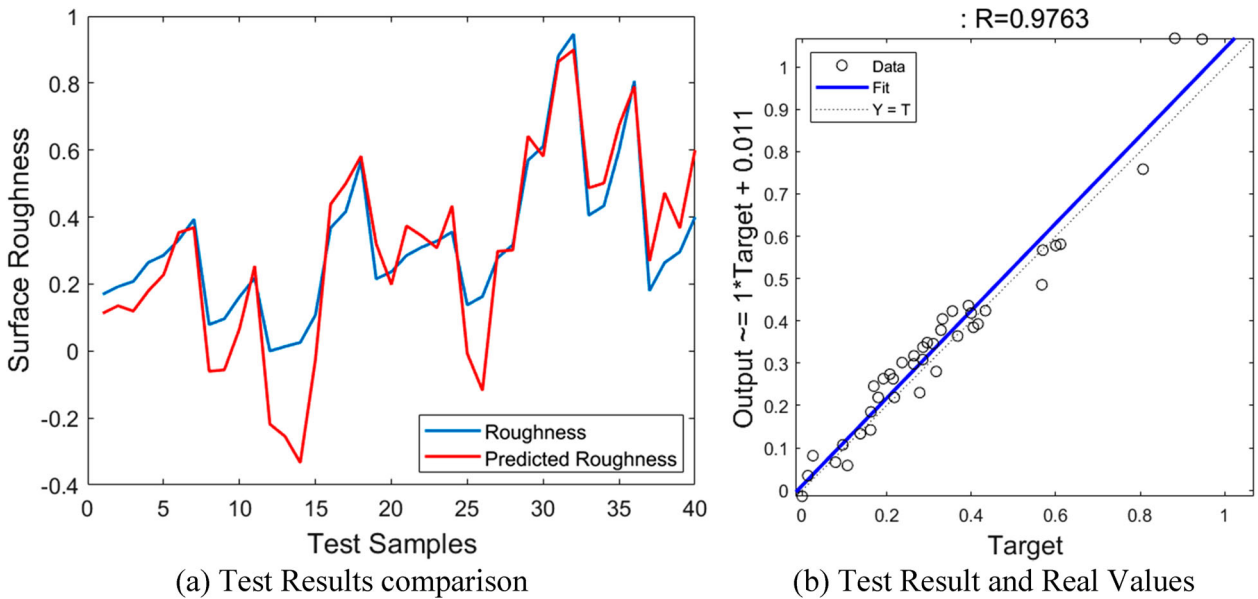 Surface Roughness
1
0.8
0.6
0.4
0.2
0
-0.2
-0.4
0 5 10 15 20 25 30 35 40
Test Samples
Roughness
Predicted Roughness
(a) Test Results comparison
: R=0.9763
Output ~= 1*Target + 0.011
1
0.9
0.8
0.7
0.6
0.5
0.4
0.3
0.2
0.1
0
0 0.2 0.4 0.6 0.8 1
Target
Data
Fit
Y = T
(b) Test Result and Real Values